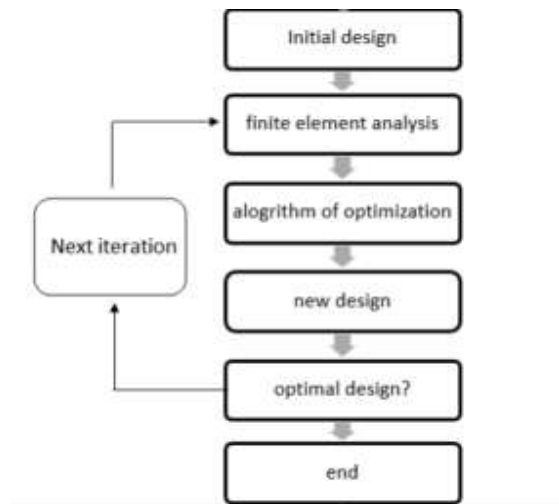 Initial design
finite element analysis
alogrithm of optimization
Next iteration
new design
optimal design?
end